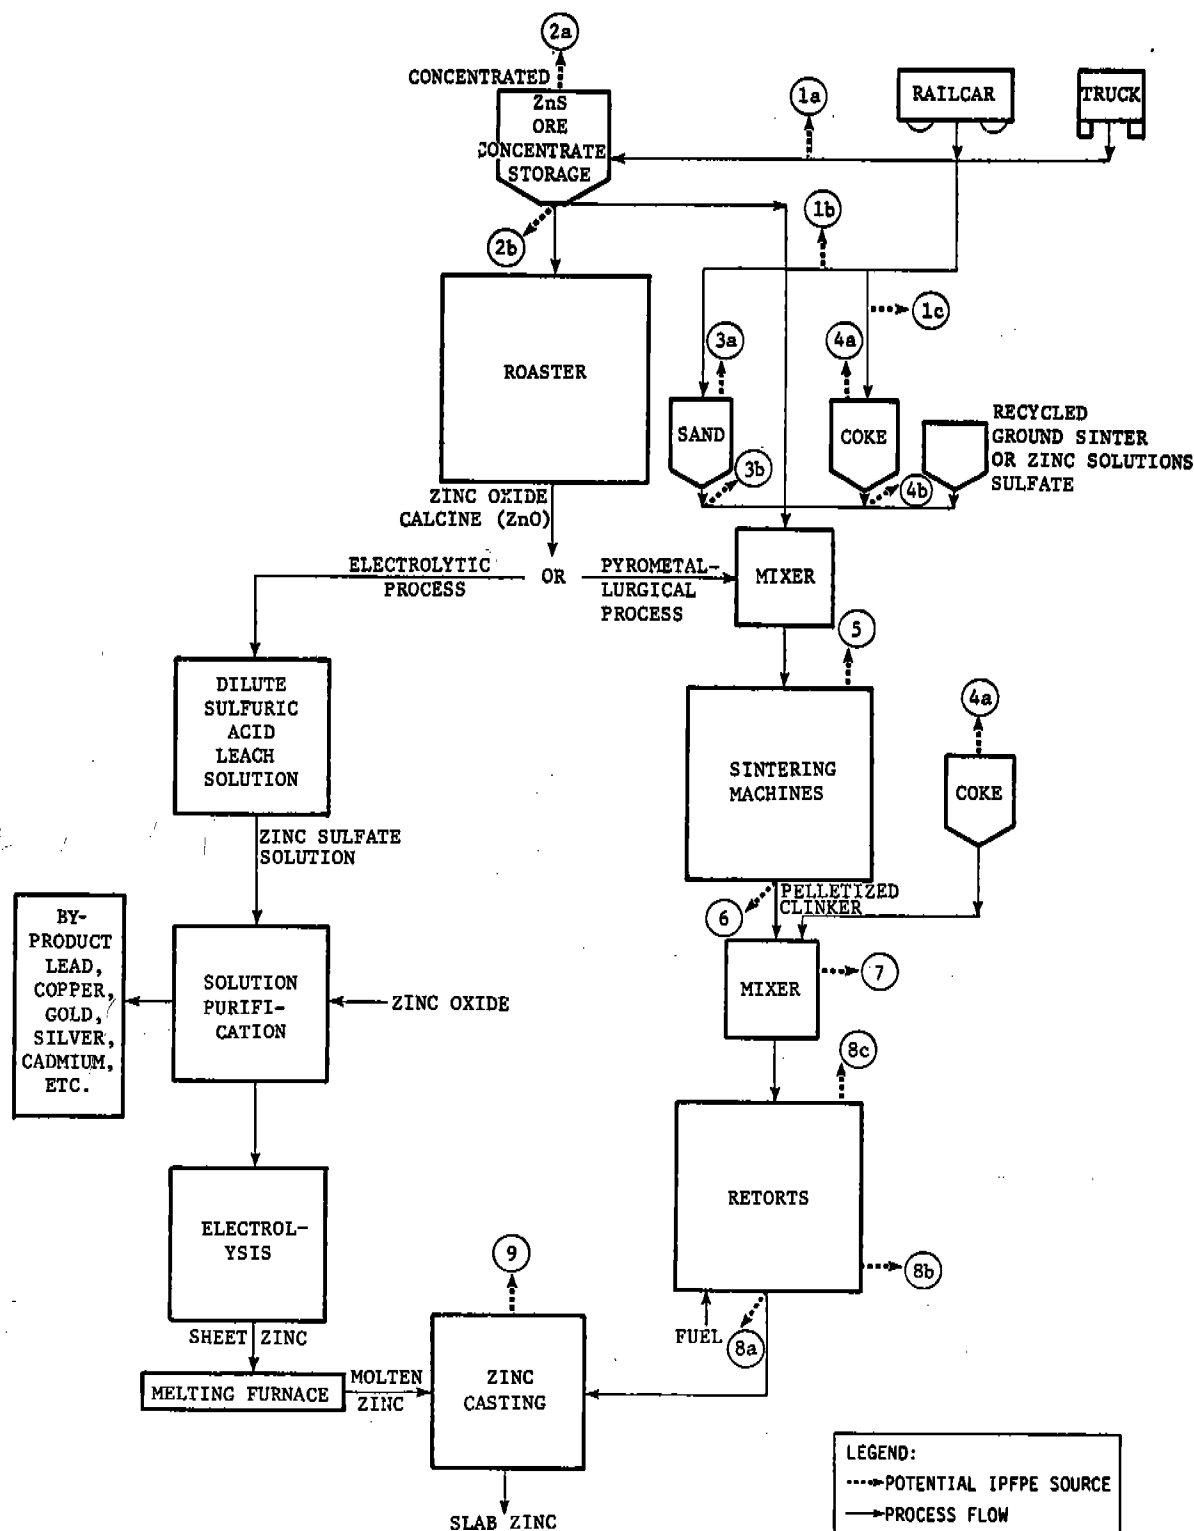 2a
CONCENTRATED
ZnS
ORE
CONCENTRATE
STORAGE
1a
RAILCAR
TRUCK
1b
2b
1c
ROASTER
3a
4a
SAND
COKE
RECYCLED
GROUND SINTER
OR ZINC SOLUTIONS
SULFATE
3b
4b
ZINC OXIDE
CALCINE (ZnO)
ELECTROLYTIC
PROCESS
OR
PYROMETAL-
LURGICAL
PROCESS
MIXER
5
DILUTE
SULFURIC
ACID
LEACH
SOLUTION
SINTERING
MACHINES
4a
COKE
ZINC SULFATE
SOLUTION
PELLETIZED
CLINKER
6
BY-
PRODUCT
LEAD,
COPPER,
GOLD,
SILVER,
CADMIUM,
ETC.
SOLUTION
PURIFI-
CATION
ZINC OXIDE
MIXER
7
8c
RETORTS
ELECTROL-
YSIS
9
8b
FUEL
8a
SHEET ZINC
MELTING FURNACE
MOLTEN
ZINC
ZINC
CASTING
SLAB ZINC
LEGEND:
POTENTIAL IPFPE SOURCE
PROCESS FLOW